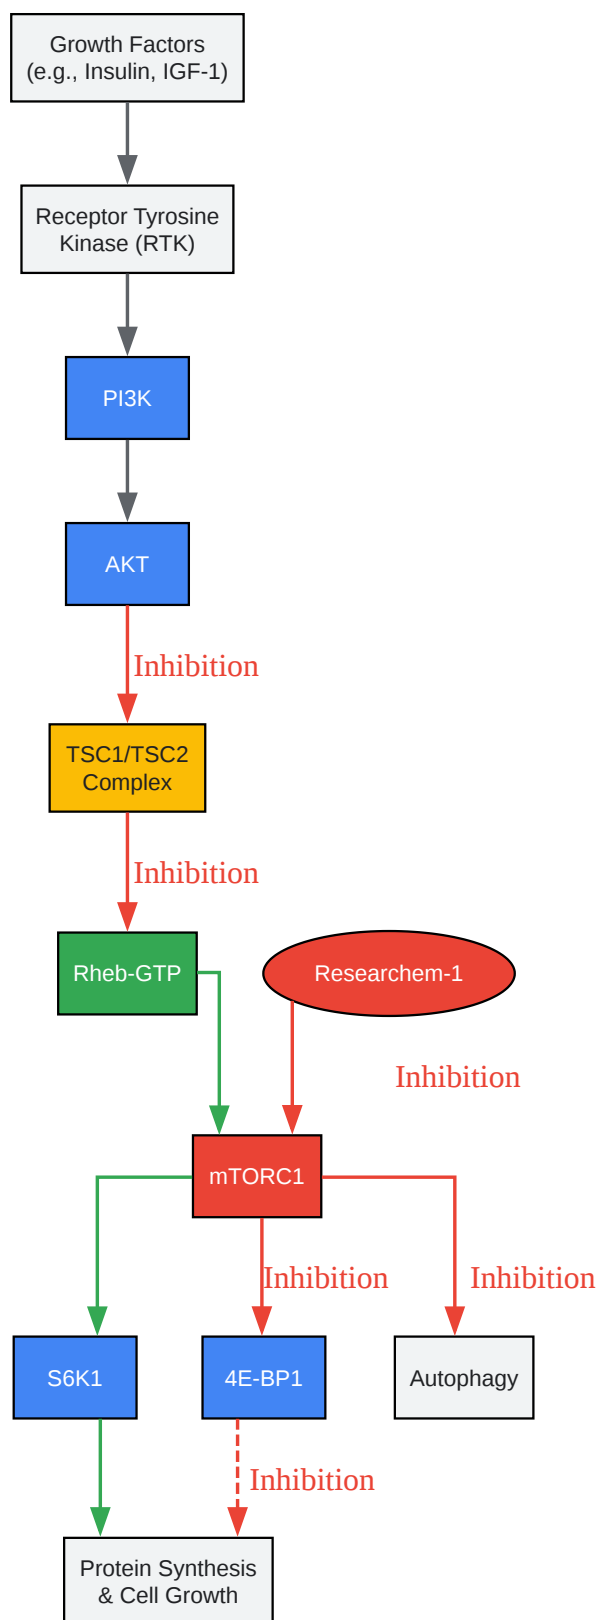 Growth Factors
(e.g., Insulin, IGF-1)
Receptor Tyrosine
Kinase (RTK)
PI3K
AKT
Inhibition
TSC1/TSC2
Complex
Inhibition
Rheb-GTP
Researchem-1
Inhibition
mTORC1
Inhibition
Inhibition
S6K1
4E-BP1
Autophagy
Inhibition
Protein Synthesis
& Cell Growth